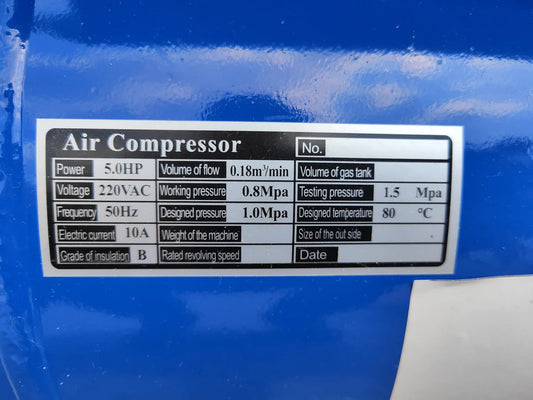 Air Compressor No.
Power 5.0HP Volume of flow 0.18m³/min Volume of gas tank
Voltage 220VAC Working pressure 0.8Mpa Testing pressure 1.5 Mpa
Frequency 50Hz Designed pressure 1.0Mpa Designed temperature 80 °C
Electric current 10A Weight of the machine Size of the out side
Grade of insulation B Rated revolving speed Date